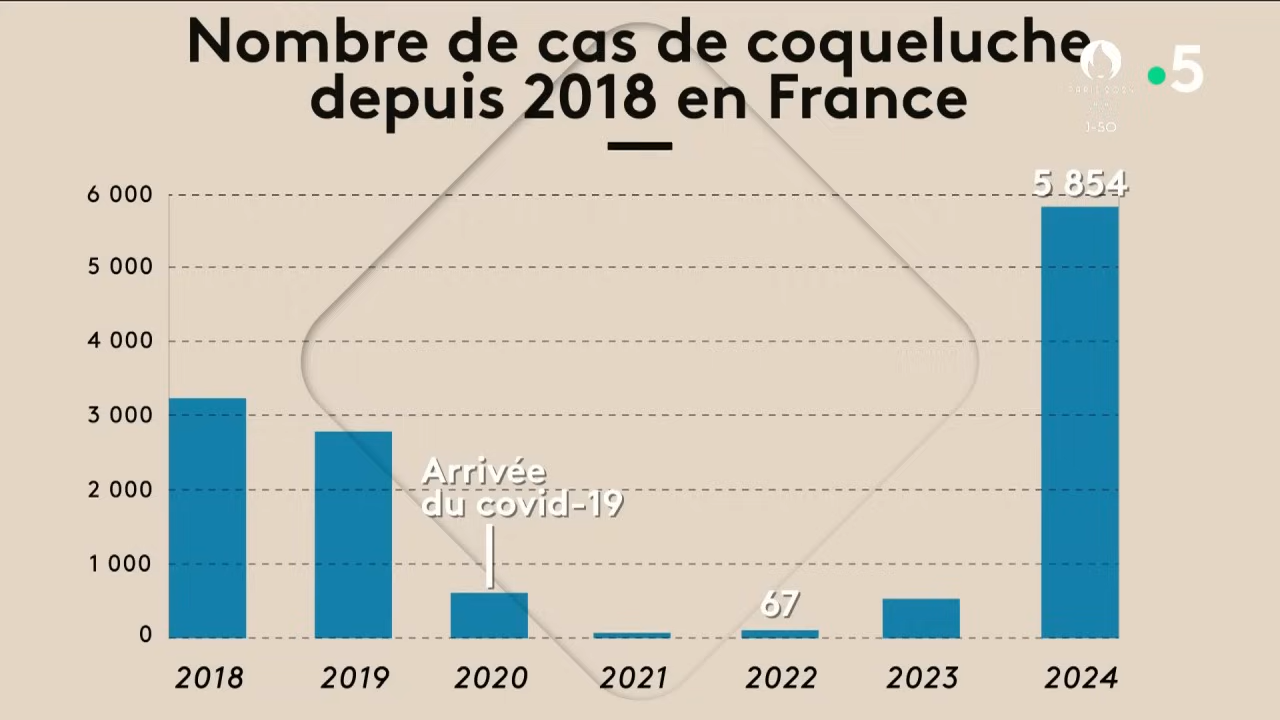 Nombre de cas de coqueluche
depuis 2018 en France
5
J-50
6 000
5 854
5 000
4 000
3 000
Arrivée
2 000
du covid-19
1 000
67
0
2018 2019 2020 2021 2022 2023 2024